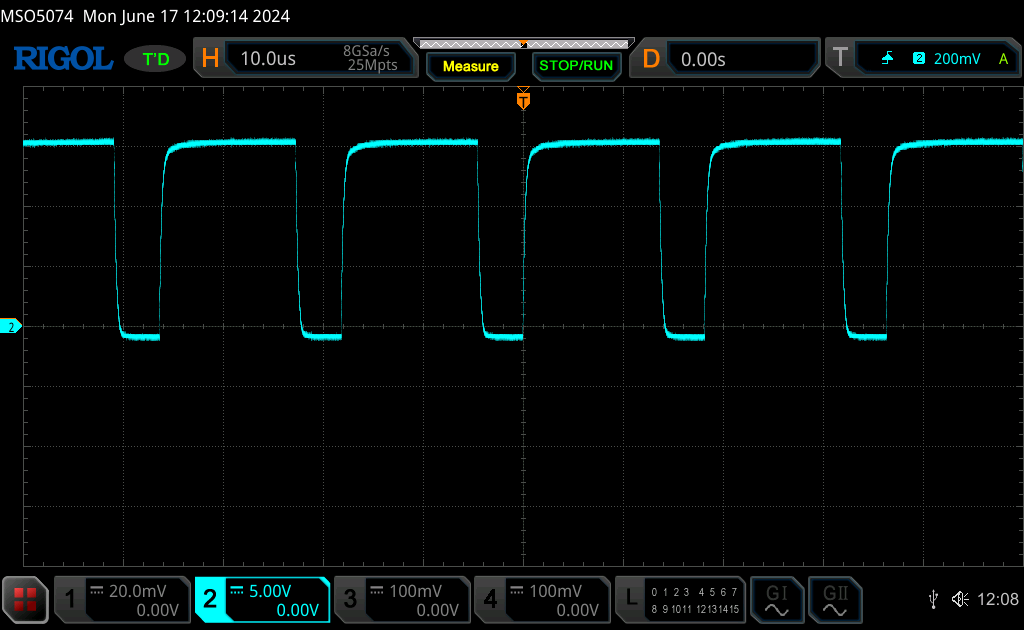 MSO5074 Mon June 17 12:09:14 2024
RIGOL T'D H 10.0us 8GSa/s 25Mpts Measure STOP/RUN D 0.00s T 2 200mV A
T
2
1 20.0mV 0.00V 2 5.00V 0.00V 3 100mV 0.00V 4 100mV 0.00V L 0 1 2 3 4 5 6 7 8 9 10 11 12 13 14 15 GI GII 12:08